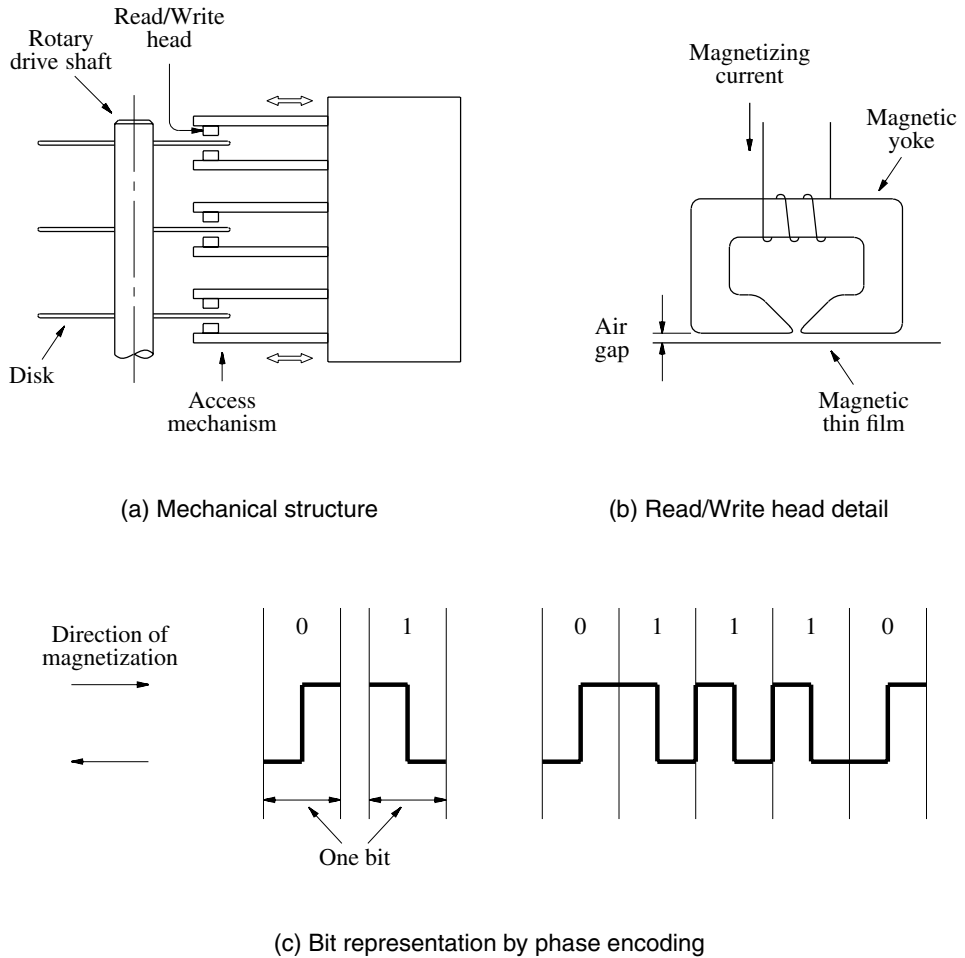 Read/Write
head
Rotary
drive shaft
Disk
Access
mechanism
(a) Mechanical structure
Magnetizing
current
Magnetic
yoke
Air
gap
Magnetic
thin film
(b) Read/Write head detail
Direction of
magnetization
0 1
One bit
0 1 1 1 0
(c) Bit representation by phase encoding